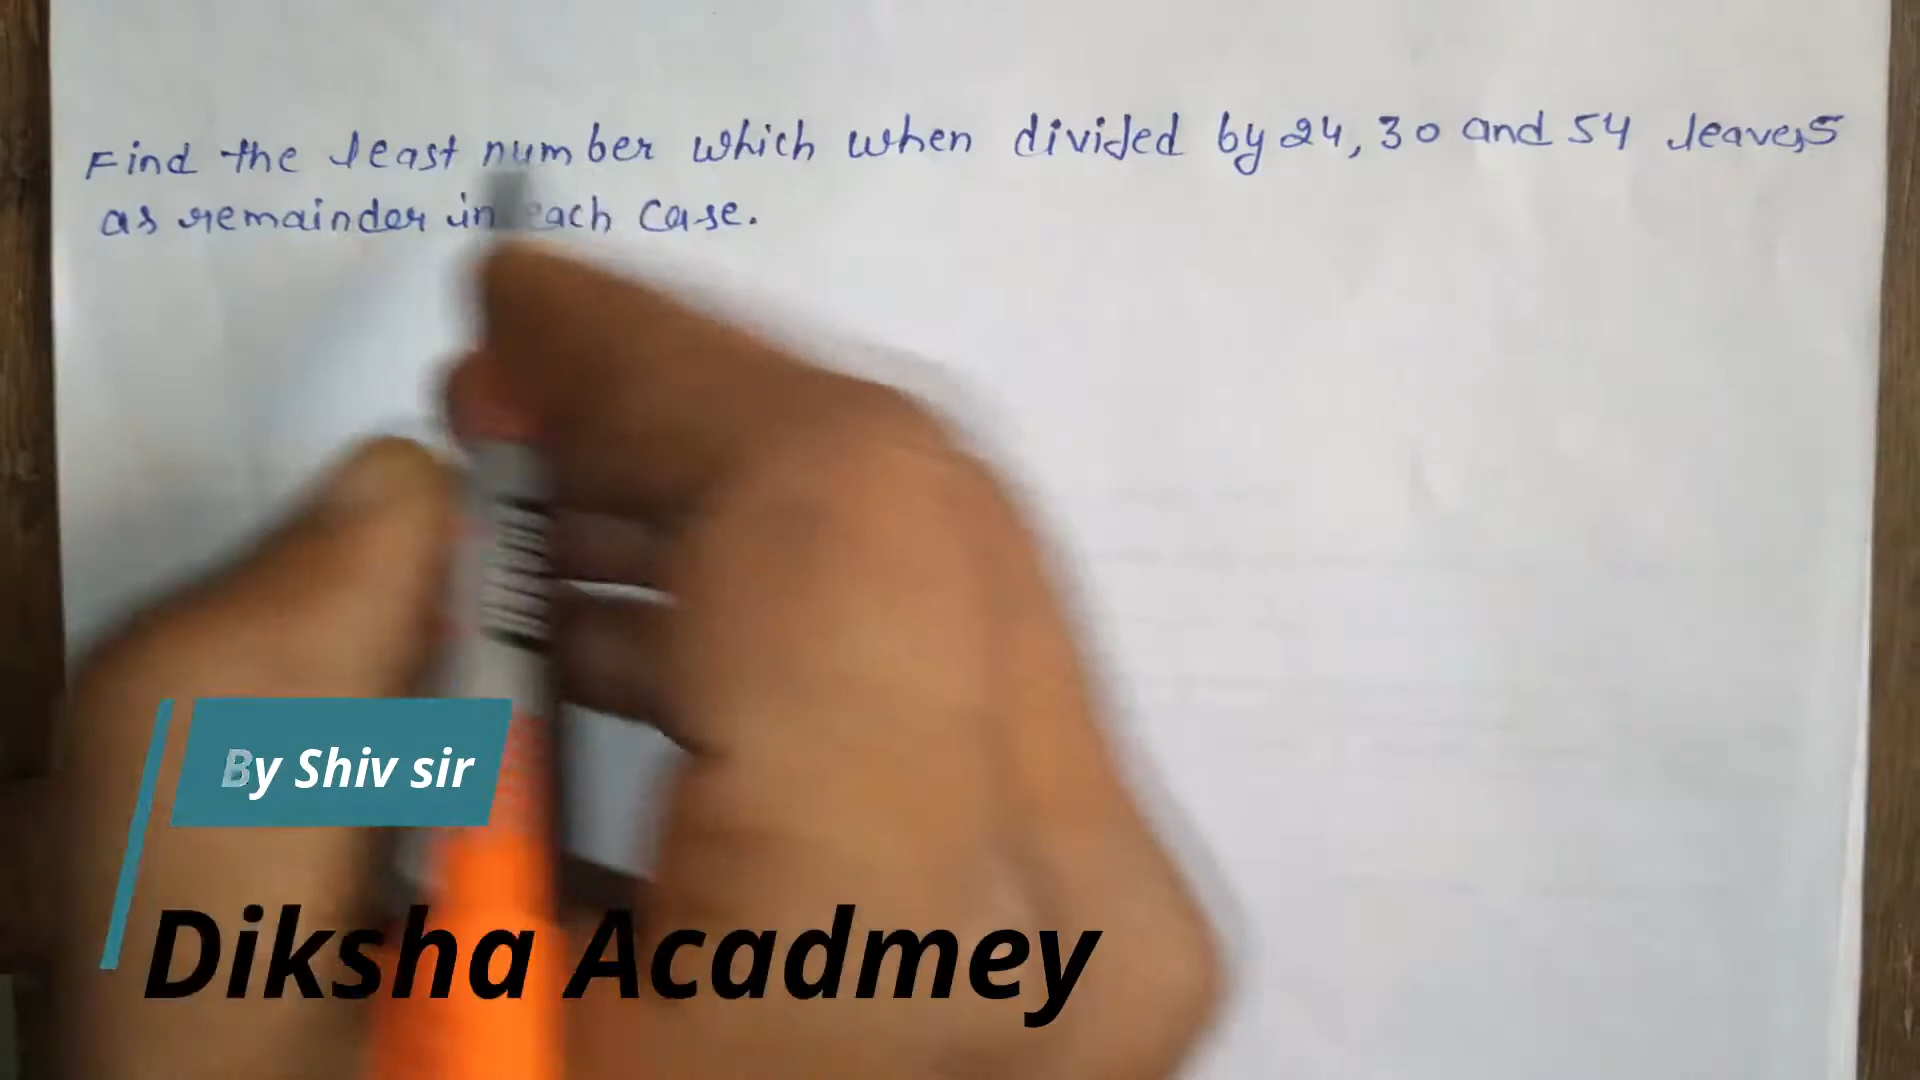 Find the least number which when divided by 24, 30 and 54 leaves 5
as remainder in each case.
By Shiv sir
Diksha Acadmey